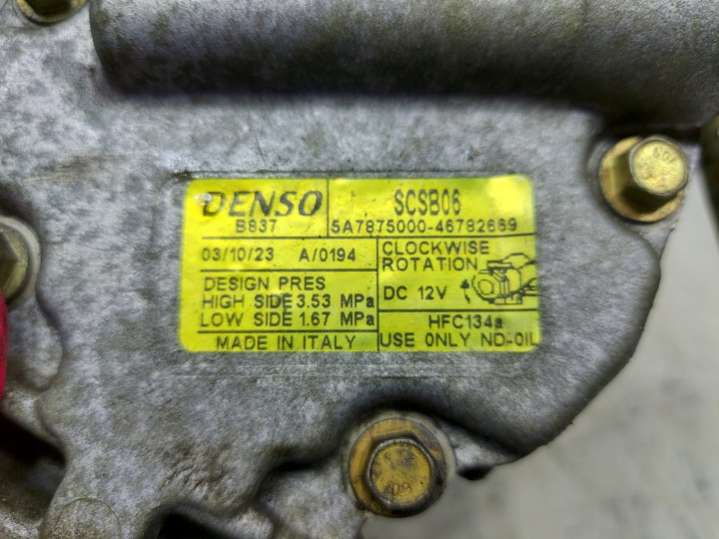 DENSO
B837
SCSB06
5A7875000-46782669
03/10/23 A/0194
DESIGN PRES
HIGH SIDE 3.53 MPa
LOW SIDE 1.67 MPa
MADE IN ITALY
CLOCKWISE
ROTATION
DC 12V
HFC134a
USE ONLY ND-OIL